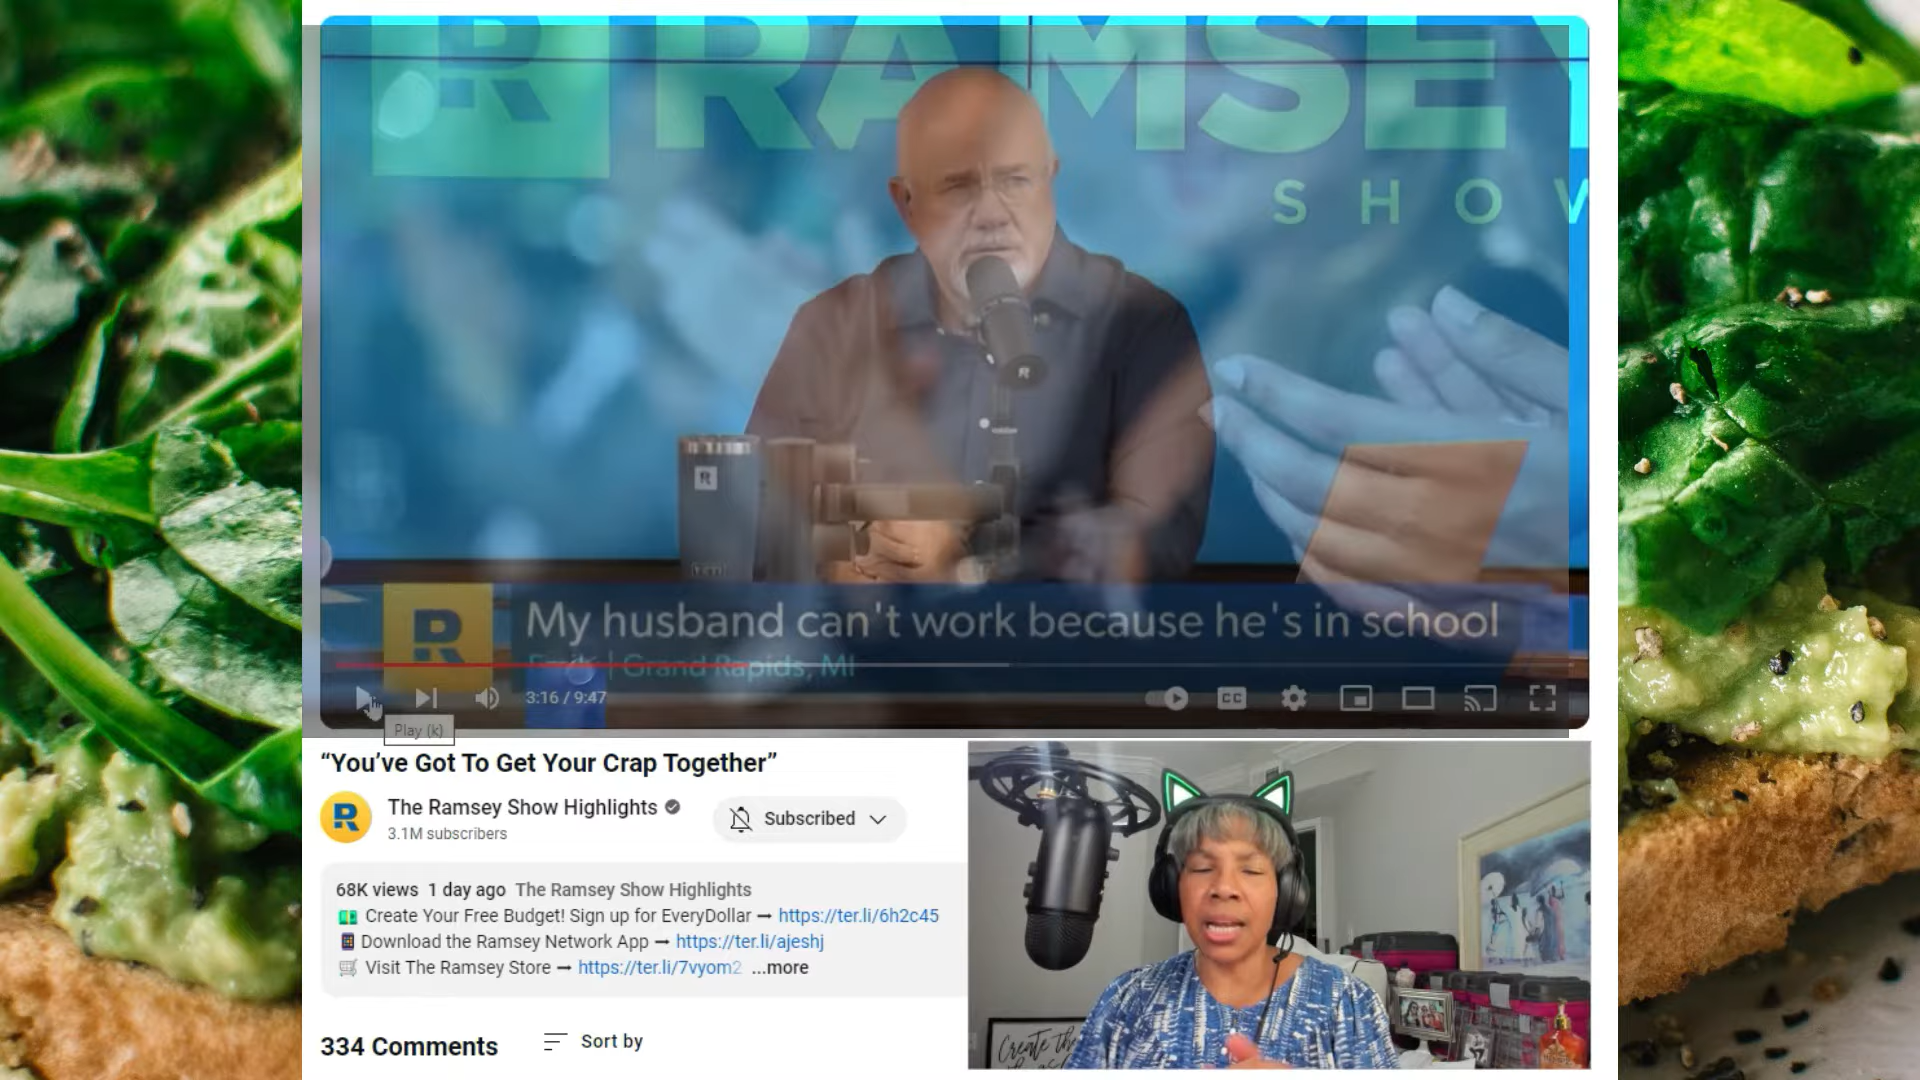 RAMSEY
SHOW
R
R
My husband can't work because he's in school
Emily | Grand Rapids, MI
3:16 / 9:47
CC
Play (k)
“You’ve Got To Get Your Crap Together”
R
The Ramsey Show Highlights
3.1M subscribers
Subscribed
68K views 1 day ago The Ramsey Show Highlights
Create Your Free Budget! Sign up for EveryDollar ➡ https://ter.li/6h2c45
Download the Ramsey Network App ➡ https://ter.li/ajeshj
Visit The Ramsey Store ➡ https://ter.li/7vyom2 ...more
334 Comments
Sort by
Create the